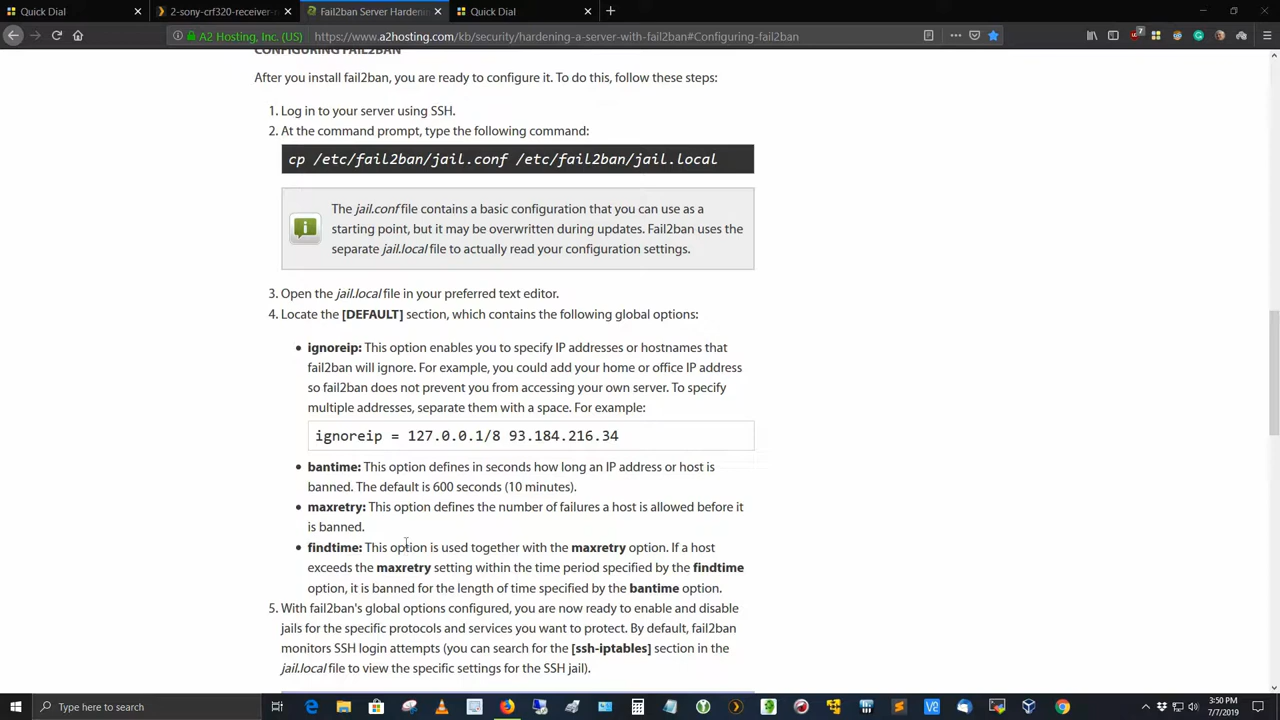 Quick Dial
2-sony-crf320-receiver-r
Fail2ban Server Hardenin
Quick Dial
A2 Hosting, Inc. (US)
https://www.a2hosting.com/kb/security/hardening-a-server-with-fail2ban#Configuring-fail2ban
7
CONFIGURING FAIL2BAN
After you install fail2ban, you are ready to configure it. To do this, follow these steps:
1. Log in to your server using SSH.
2. At the command prompt, type the following command:
cp /etc/fail2ban/jail.conf /etc/fail2ban/jail.local
The jail.conf file contains a basic configuration that you can use as a
starting point, but it may be overwritten during updates. Fail2ban uses the
separate jail.local file to actually read your configuration settings.
3. Open the jail.local file in your preferred text editor.
4. Locate the [DEFAULT] section, which contains the following global options:
• ignoreip: This option enables you to specify IP addresses or hostnames that
fail2ban will ignore. For example, you could add your home or office IP address
so fail2ban does not prevent you from accessing your own server. To specify
multiple addresses, separate them with a space. For example:
ignoreip = 127.0.0.1/8 93.184.216.34
• bantime: This option defines in seconds how long an IP address or host is
banned. The default is 600 seconds (10 minutes).
• maxretry: This option defines the number of failures a host is allowed before it
is banned.
• findtime: This option is used together with the maxretry option. If a host
exceeds the maxretry setting within the time period specified by the findtime
option, it is banned for the length of time specified by the bantime option.
5. With fail2ban's global options configured, you are now ready to enable and disable
jails for the specific protocols and services you want to protect. By default, fail2ban
monitors SSH login attempts (you can search for the [ssh-iptables] section in the
jail.local file to view the specific settings for the SSH jail).
Type here to search
3:50 PM
7/7/2019